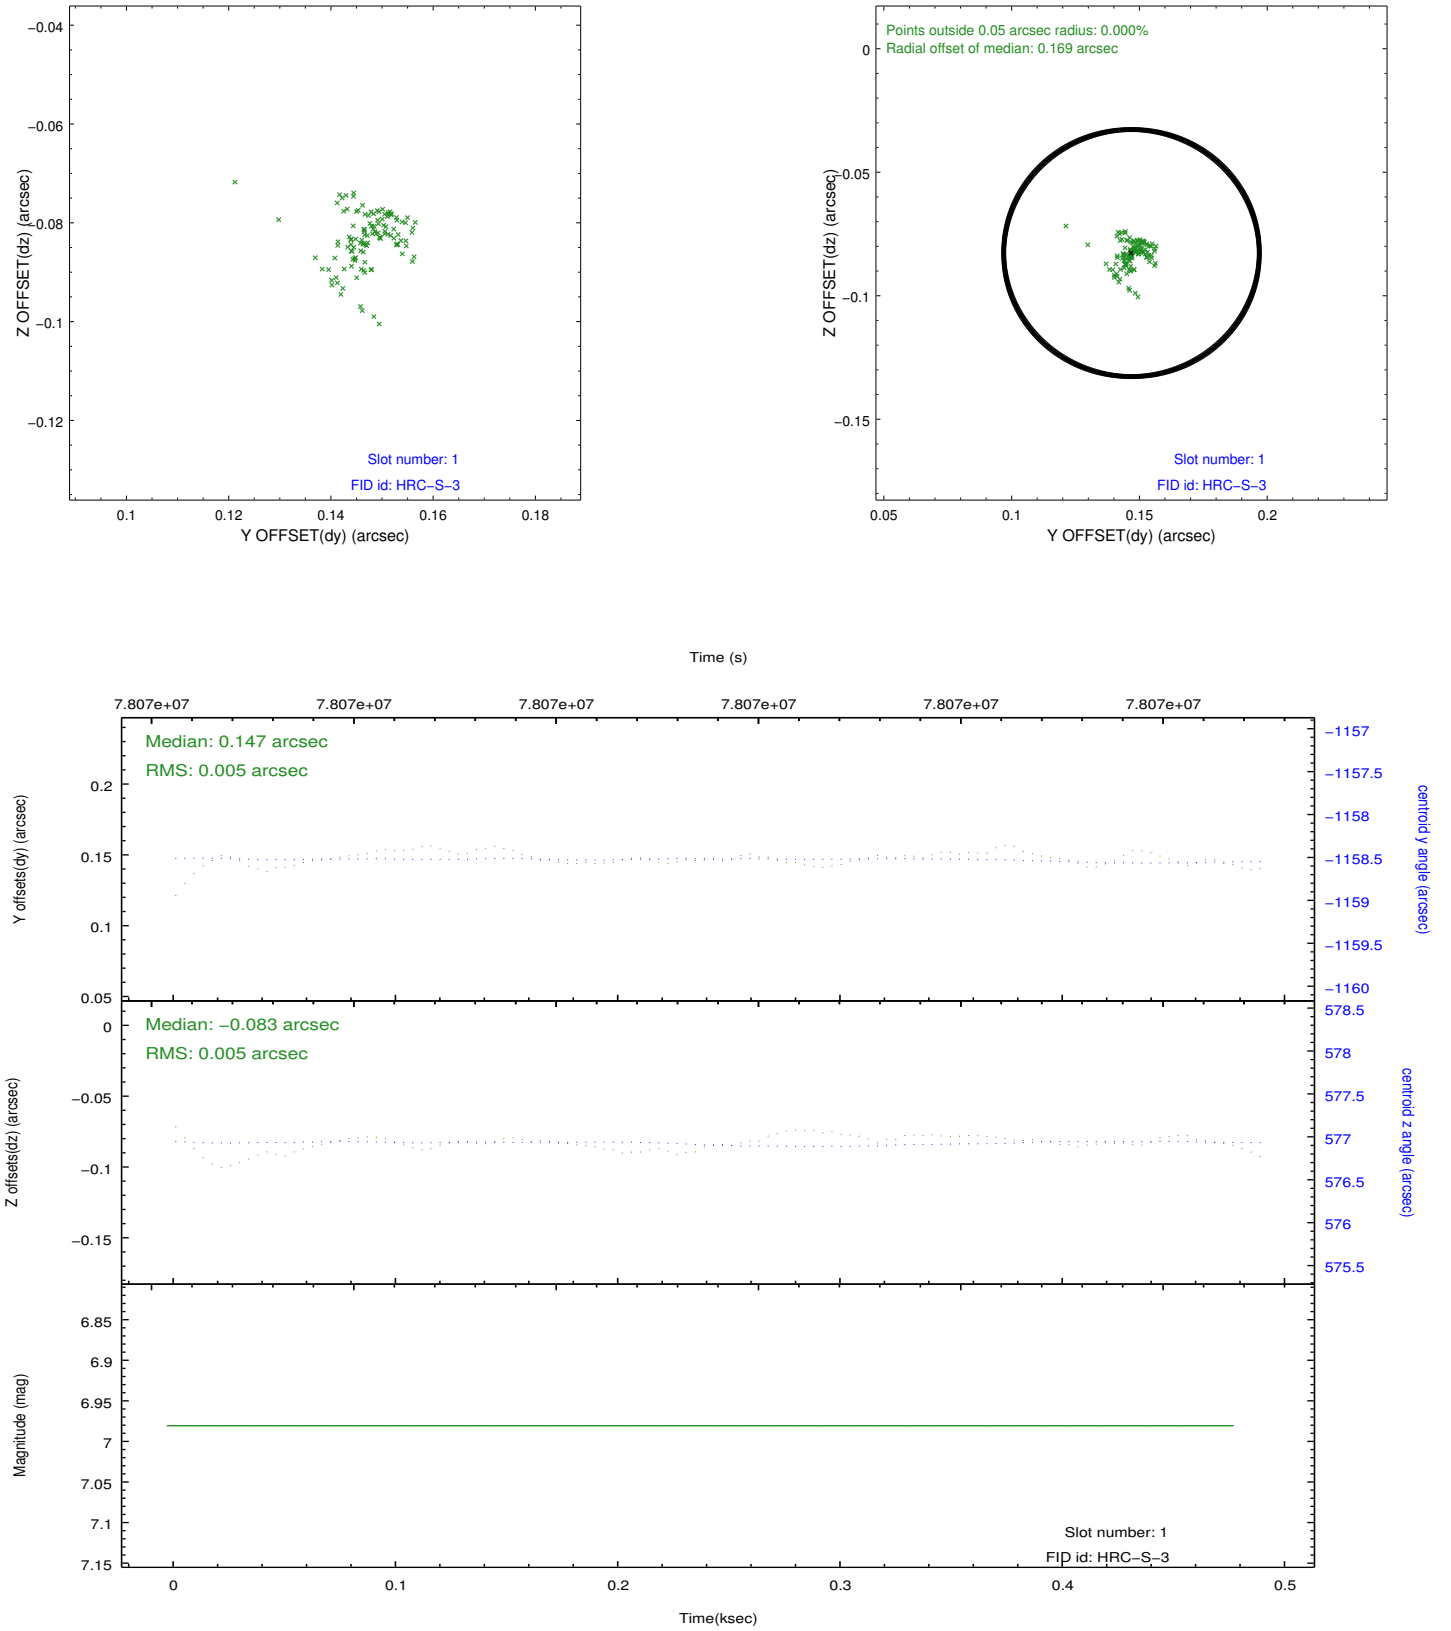 −0.04
−0.06
−0.08
−0.1
−0.12
Z OFFSET(dz) (arcsec)
Slot number: 1
FID id: HRC−S−3
0.1 0.12 0.14 0.16 0.18
Y OFFSET(dy) (arcsec)
Points outside 0.05 arcsec radius: 0.000%
Radial offset of median: 0.169 arcsec
0
−0.05
−0.1
−0.15
Z OFFSET(dz) (arcsec)
Slot number: 1
FID id: HRC−S−3
0.05 0.1 0.15 0.2
Y OFFSET(dy) (arcsec)
Time (s)
7.807e+07 7.807e+07 7.807e+07 7.807e+07 7.807e+07 7.807e+07
Median: 0.147 arcsec
RMS: 0.005 arcsec
0.2
0.15
0.1
0.05
Y offsets(dy) (arcsec)
−1157
−1157.5
−1158
−1158.5
−1159
−1159.5
−1160
centroid y angle (arcsec)
Median: −0.083 arcsec
RMS: 0.005 arcsec
0
−0.05
−0.1
−0.15
Z offsets(dz) (arcsec)
578.5
578
577.5
577
576.5
576
575.5
centroid z angle (arcsec)
6.85
6.9
6.95
7
7.05
7.1
7.15
Magnitude (mag)
Slot number: 1
FID id: HRC−S−3
0 0.1 0.2 0.3 0.4 0.5
Time(ksec)